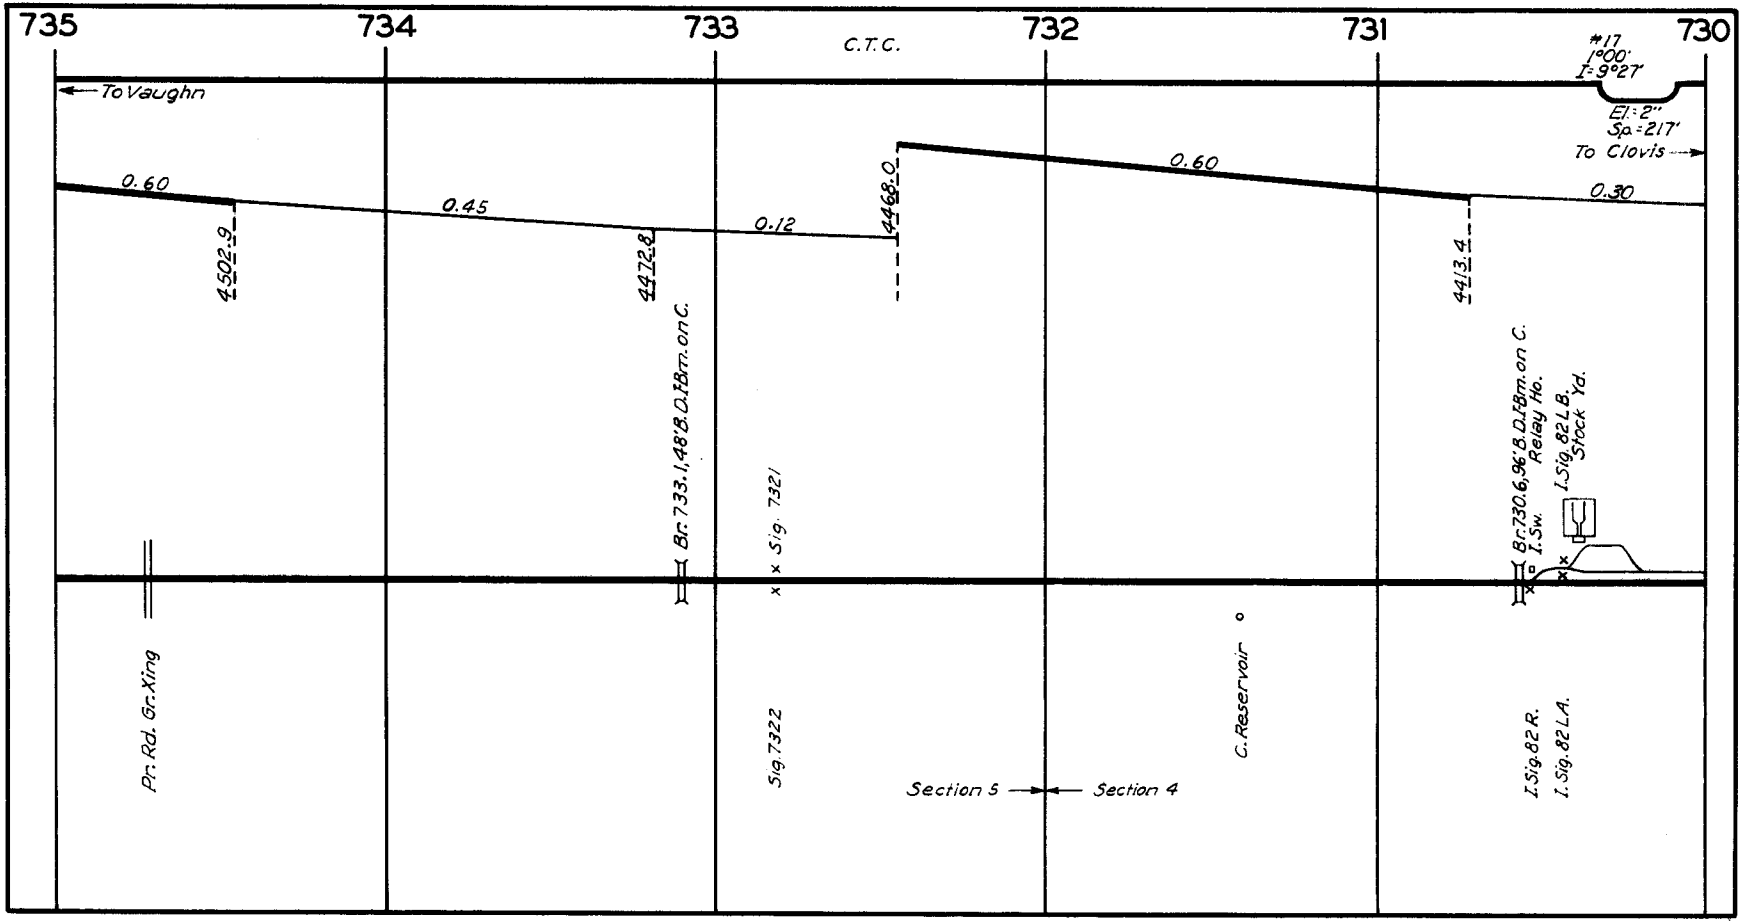 735
734
733
C.T.C.
732
731
730
#17
1°00'
I=9°27'
To Vaughn
El.=2"
Sp.=217'
To Clovis
0.60
0.45
0.12
0.60
0.30
4502.9
4472.8
4468.0
4413.4
Br. 733.1, 48' B.D. I-Bm. on C.
Sig. 7321
Br. 730.6, 96' B.D. I-Bm. on C.
I. Sw. Relay Ho.
I. Sig. 82 LB.
Stock Yd.
Pr. Rd. Gr. Xing
Sig. 7322
C. Reservoir
I. Sig. 82 R.
I. Sig. 82 LA.
Section 5
Section 4